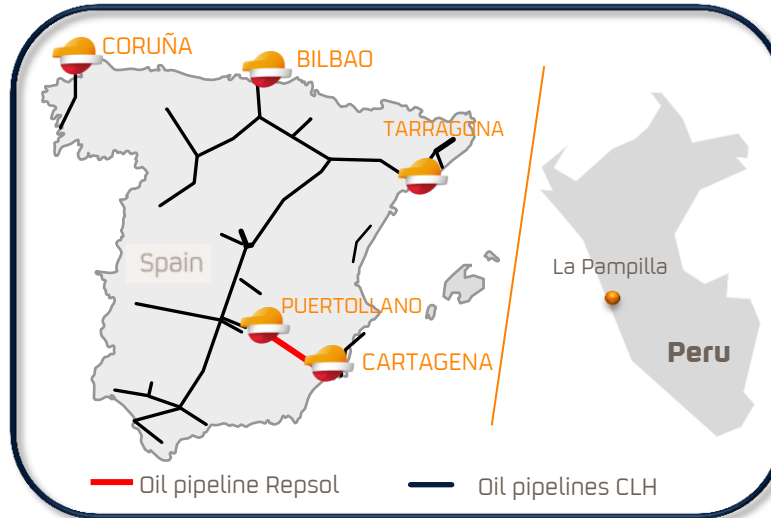 CORUÑA
BILBAO
TARRAGONA
Spain
La Pampilla
PUERTOLLANO
Peru
CARTAGENA
Oil pipeline Repsol
Oil pipelines CLH